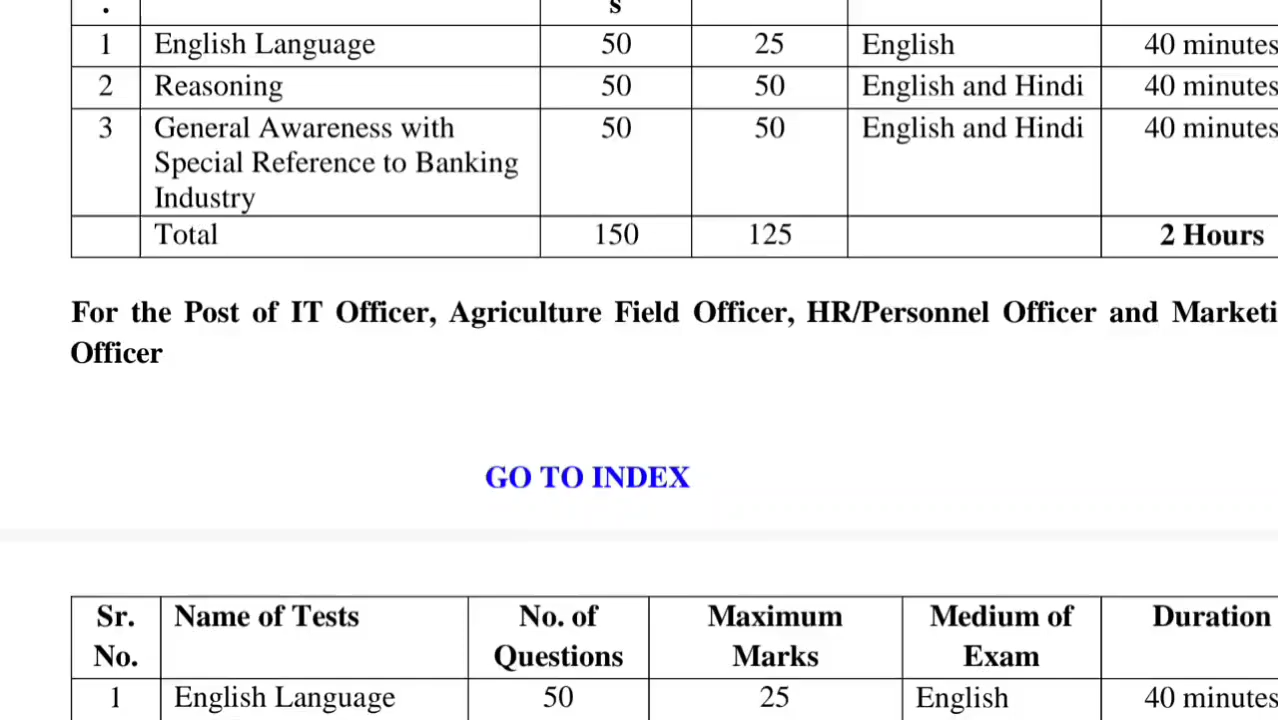 . s
1 English Language 50 25 English 40 minutes
2 Reasoning 50 50 English and Hindi 40 minutes
3 General Awareness with 50 50 English and Hindi 40 minutes
Special Reference to Banking
Industry
Total 150 125 2 Hours
For the Post of IT Officer, Agriculture Field Officer, HR/Personnel Officer and Marketi
Officer
GO TO INDEX
Sr. Name of Tests No. of Maximum Medium of Duration
No. Questions Marks Exam
1 English Language 50 25 English 40 minutes